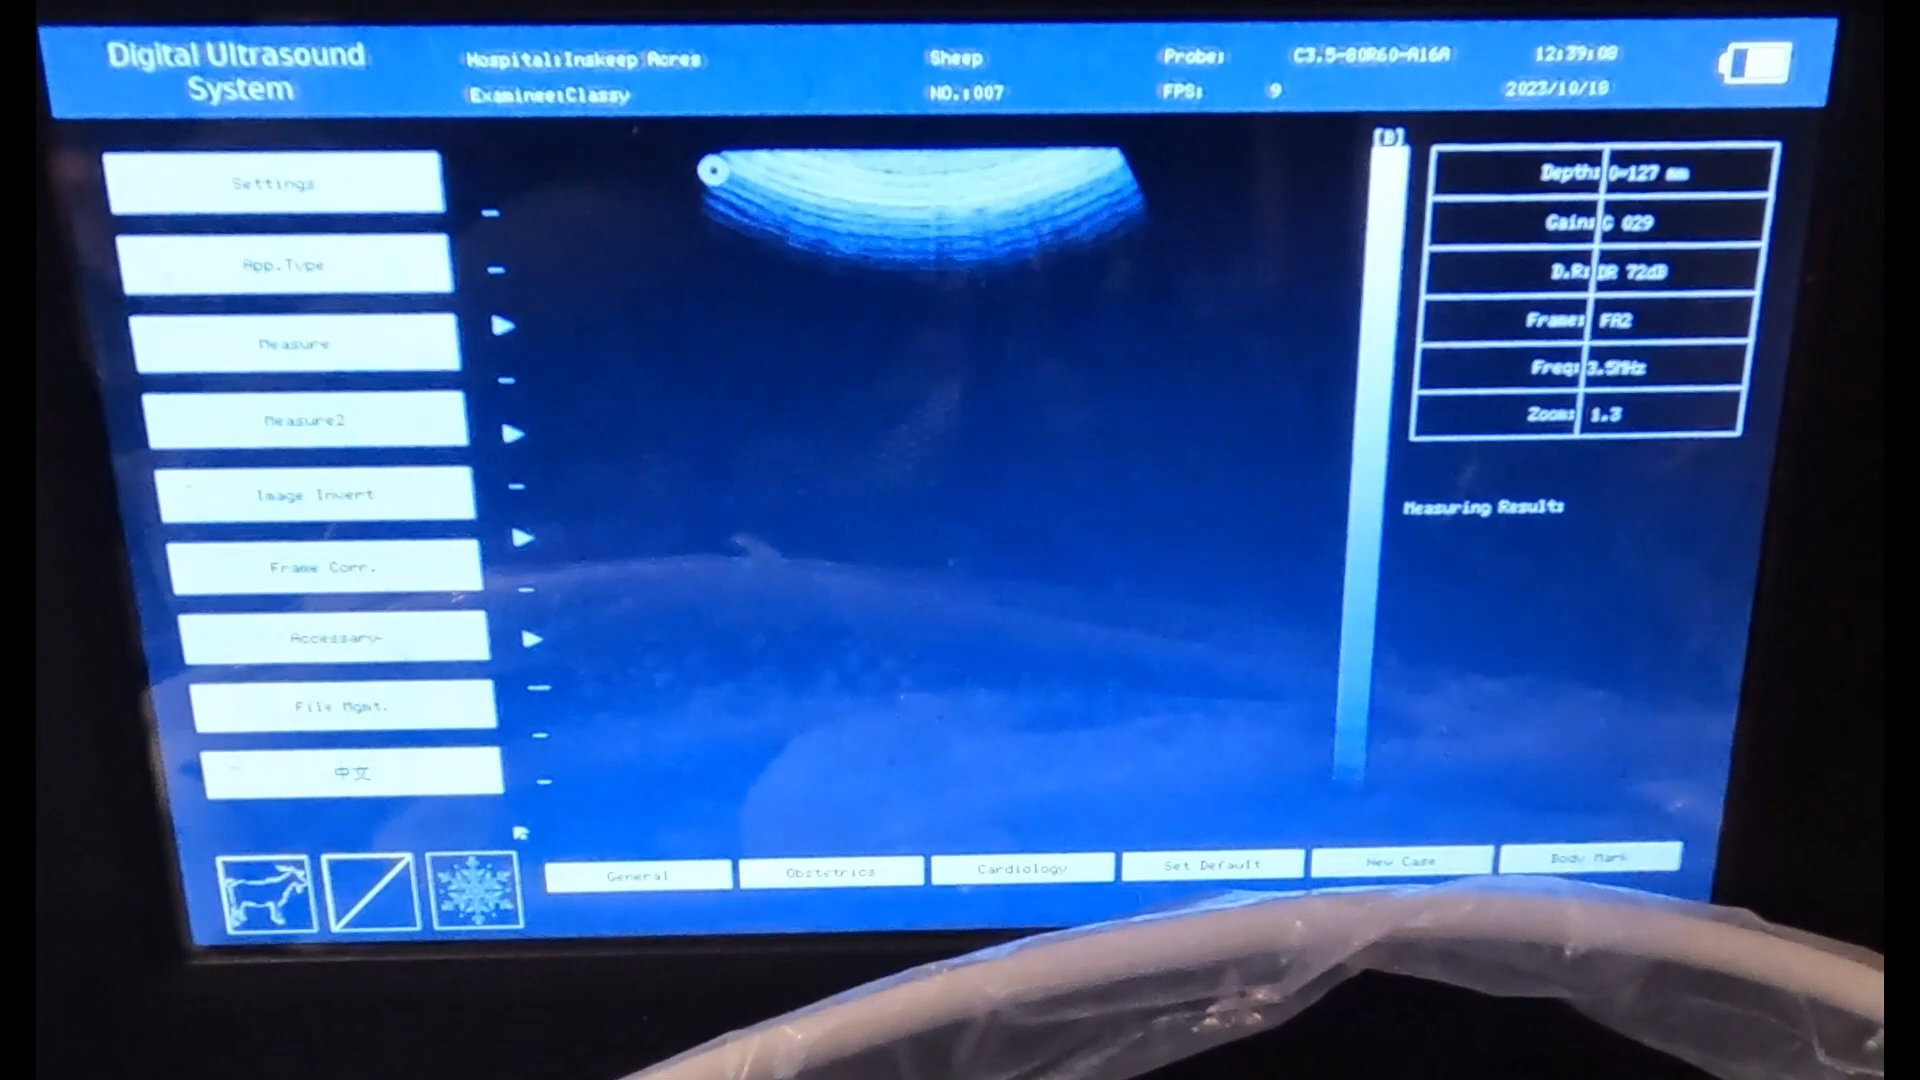 Digital Ultrasound
System
Hospital:Inskeep Acres
Examinee:Classy
Sheep
NO.:007
Probe: C3.5-80R60-A16A
FPS: 9
12:39:08
2023/10/18
[B]
Settings
App.Type
Measure
Measure2
Image Invert
Frame Corr.
Accessary
File Mgmt.
中文
Depth: 0~127 mm
Gain: G 029
D.R: DR 72dB
Frame: FA2
Freq: 3.5MHz
Zoom: 1.3
Measuring Result:
General
Obstetrics
Cardiology
Set Default
New Case
Body Mark